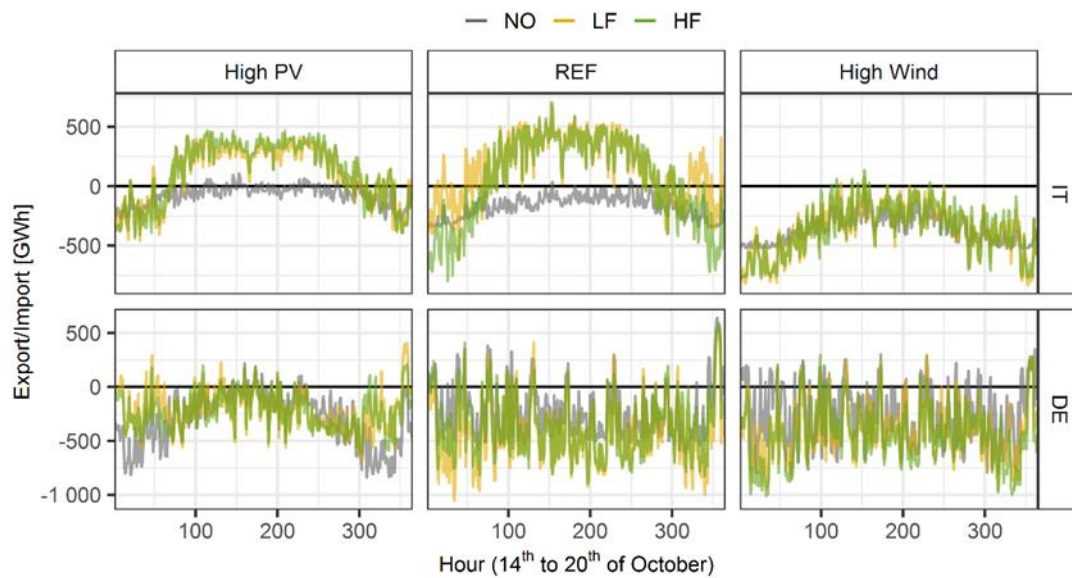 NO LF HF
High PV REF High Wind
500
0
-500
IT
Export/Import [GWh]
500
0
-500
-1 000
DE
100 200 300 100 200 300 100 200 300
Hour (14th to 20th of October)